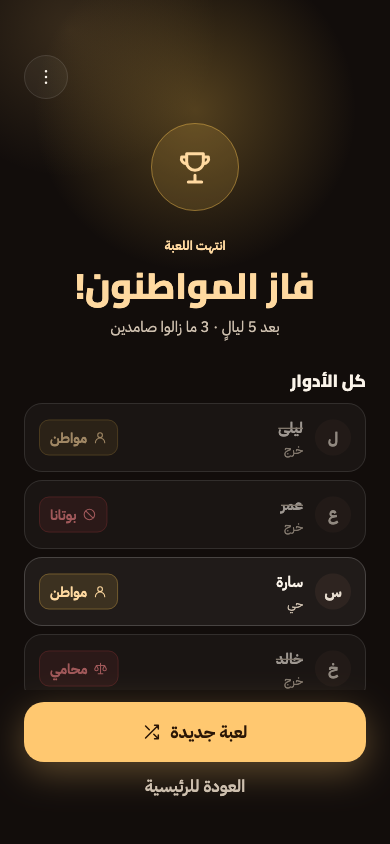 انتهت اللعبة
فاز المواطنون!
بعد 5 ليالٍ · 3 ما زالوا صامدين
كل الأدوار
ل
ليلى
خرج
مواطن
ع
عمر
خرج
بوتانا
س
سارة
حي
مواطن
خ
خالد
خرج
محامي
لعبة جديدة
العودة للرئيسية